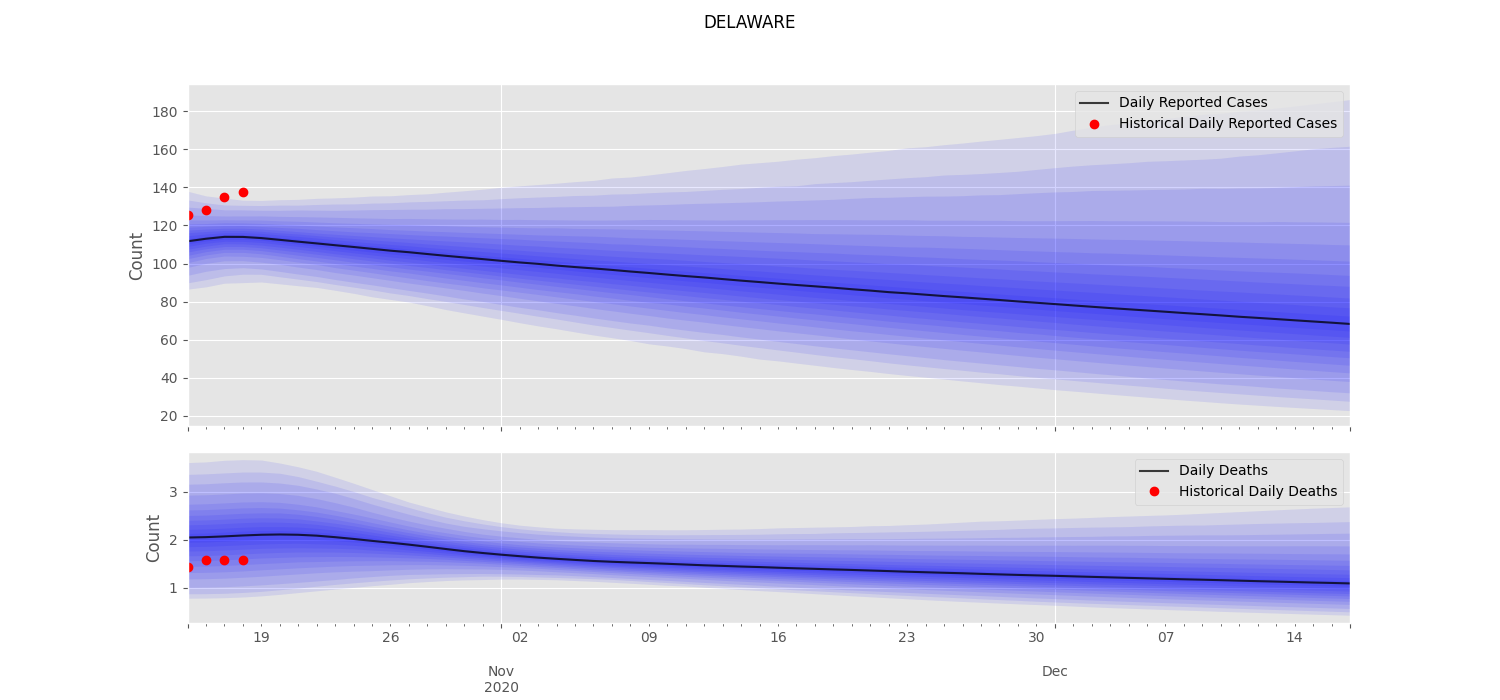 DELAWARE
Count
180
160
140
120
100
80
60
40
20
Daily Reported Cases
Historical Daily Reported Cases
Count
3
2
1
Daily Deaths
Historical Daily Deaths
19 26 02 09 16 23 30 07 14
Nov Dec
2020